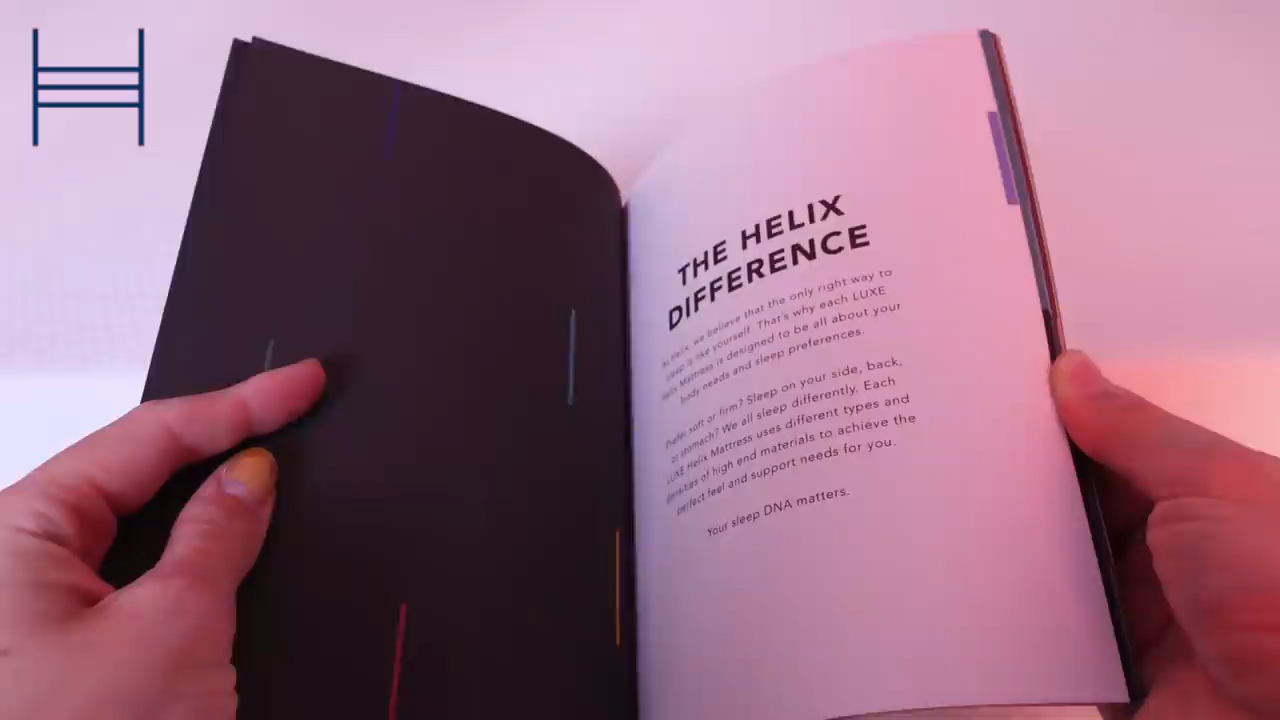 THE HELIX
DIFFERENCE
At Helix, we believe that the only right way to
sleep is like yourself. That's why each LUXE
Helix Mattress is designed to be all about your
body needs and sleep preferences.
Prefer soft or firm? Sleep on your side, back,
or stomach? We all sleep differently. Each
LUXE Helix Mattress uses different types and
densities of high end materials to achieve the
perfect feel and support needs for you.
Your sleep DNA matters.